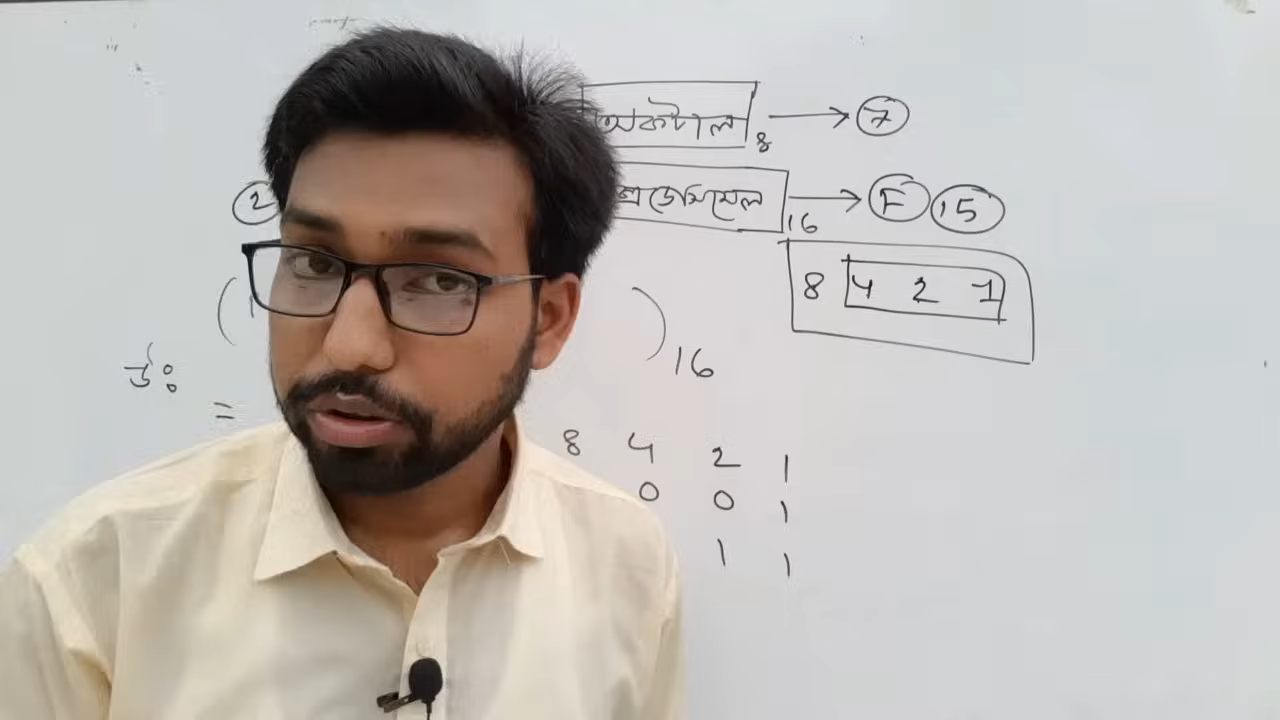 অকটাল 8 → 7
2 ডেসিমেল 16 → F 15
8 4 2 1
( )16
উঃ
=
8 4 2 1
0 0 1
1 1